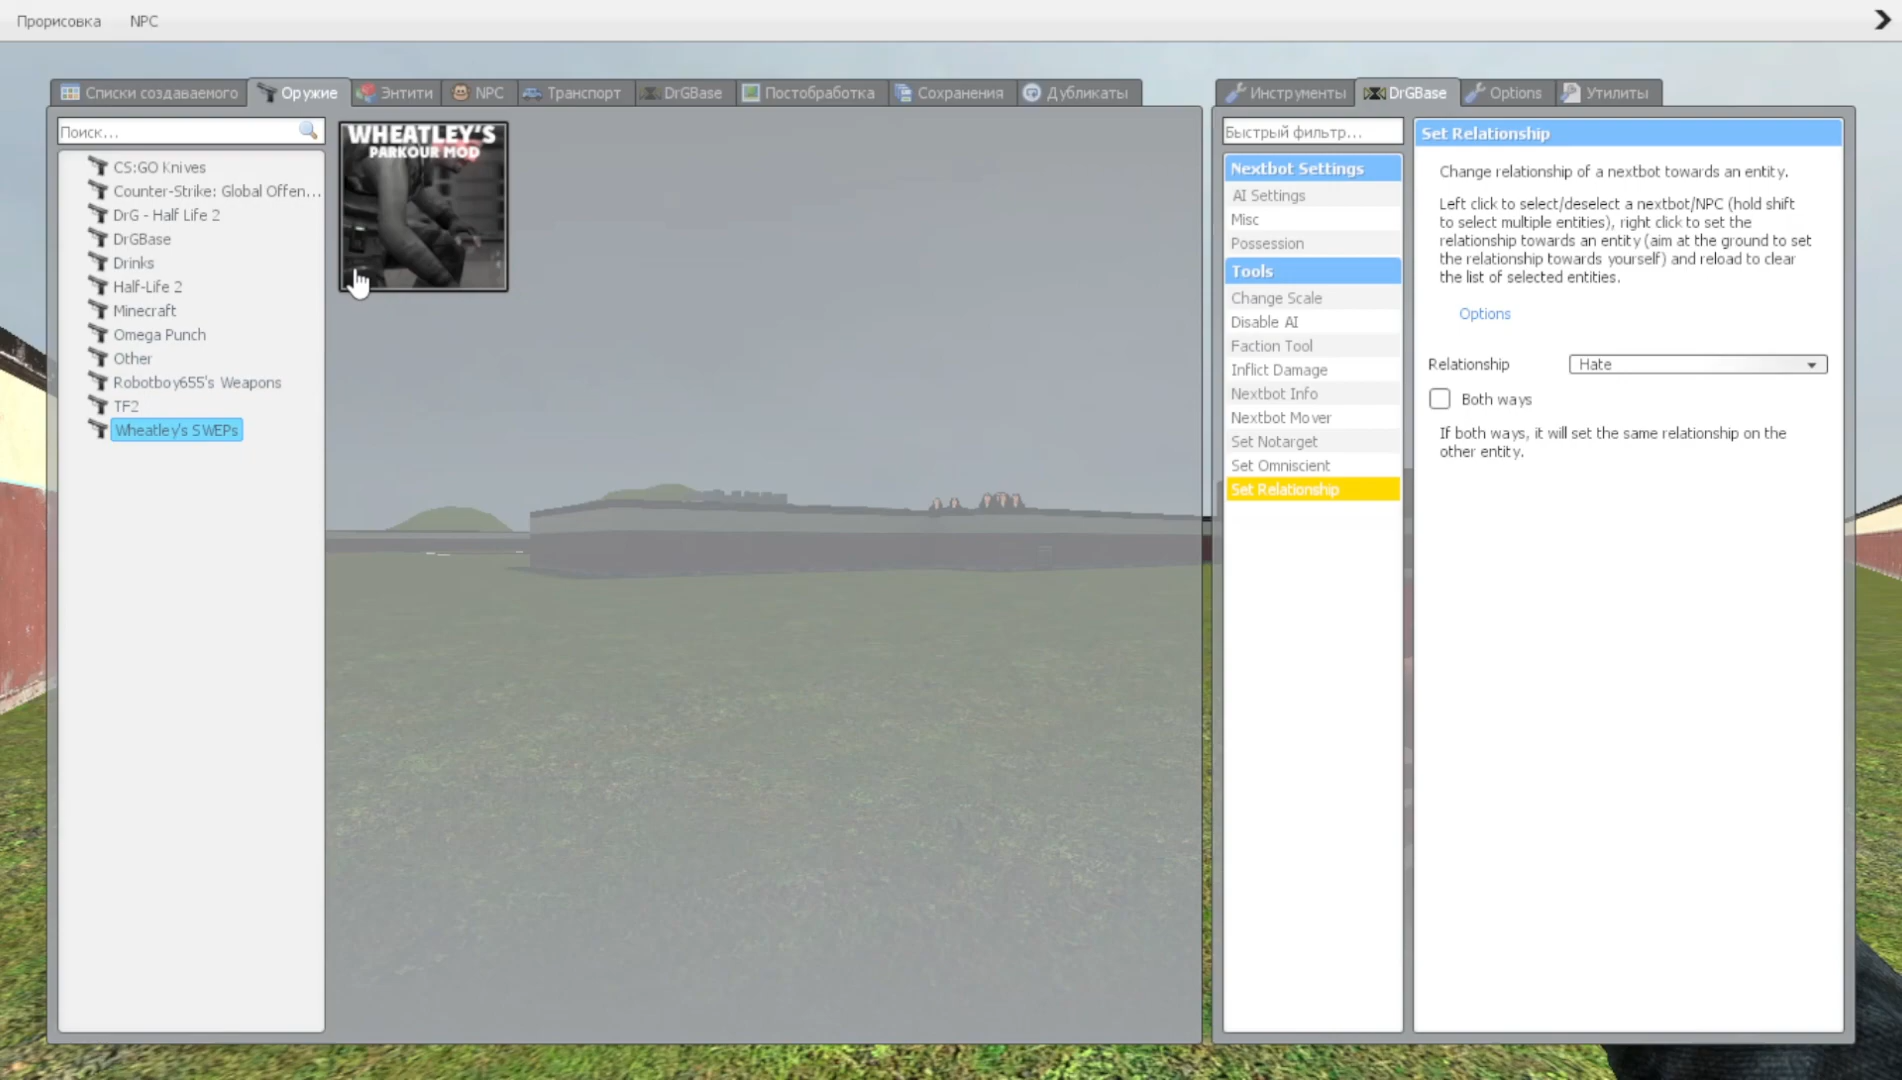 Прорисовка NPC
Списки создаваемого Оружие Энтити NPC Транспорт DrGBase Постобработка Сохранения Дубликаты
Поиск...
CS:GO Knives
Counter-Strike: Global Offen...
DrG - Half Life 2
DrGBase
Drinks
Half-Life 2
Minecraft
Omega Punch
Other
Robotboy655's Weapons
TF2
Wheatley's SWEPs
WHEATLEY'S
PARKOUR MOD
Инструменты DrGBase Options Утилиты
Быстрый фильтр...
Nextbot Settings
AI Settings
Misc
Possession
Tools
Change Scale
Disable AI
Faction Tool
Inflict Damage
Nextbot Info
Nextbot Mover
Set Notarget
Set Omniscient
Set Relationship
Set Relationship
Change relationship of a nextbot towards an entity.
Left click to select/deselect a nextbot/NPC (hold shift
to select multiple entities), right click to set the
relationship towards an entity (aim at the ground to set
the relationship towards yourself) and reload to clear
the list of selected entities.
Options
Relationship Hate
Both ways
If both ways, it will set the same relationship on the
other entity.